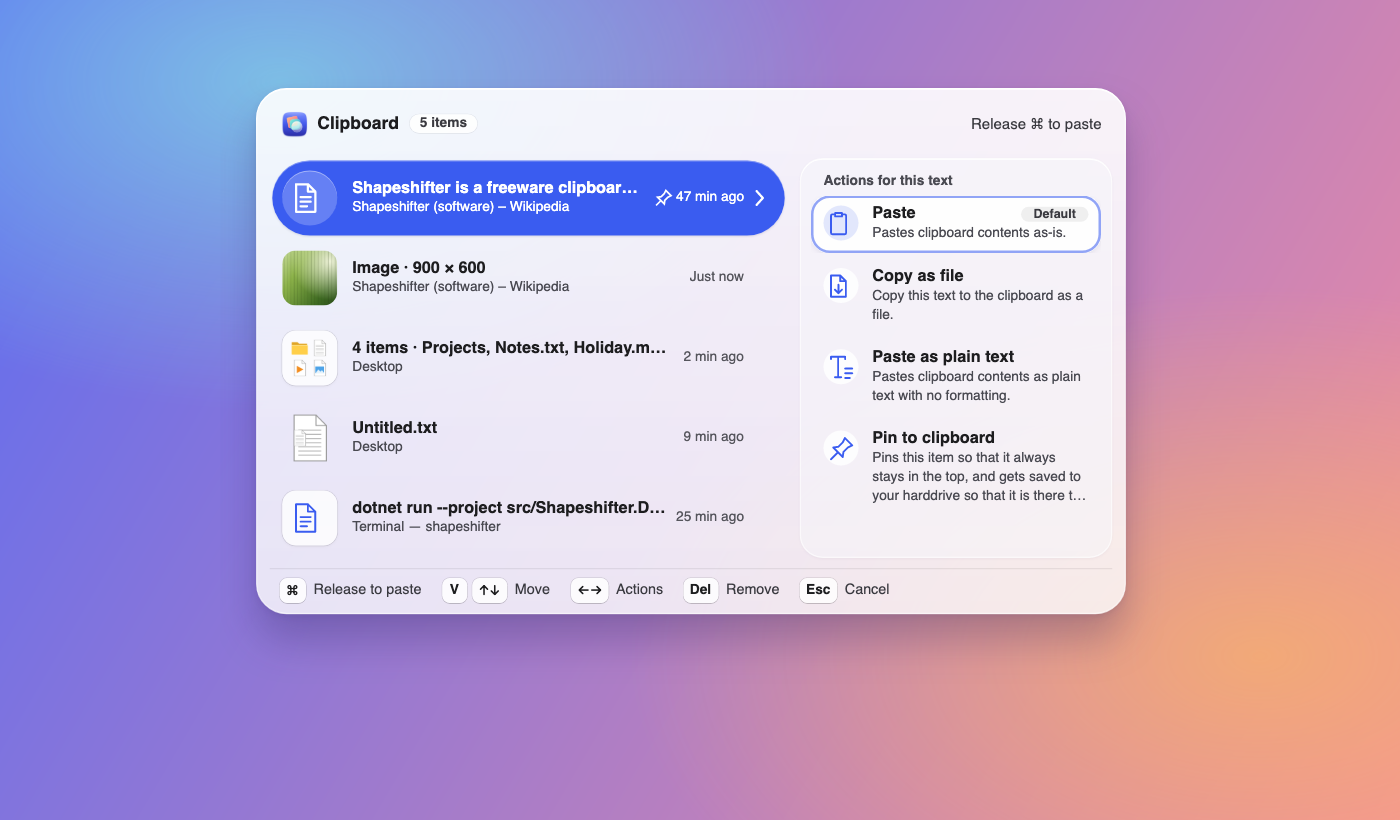 Clipboard 5 items
Release ⌘ to paste
Shapeshifter is a freeware clipboar…
Shapeshifter (software) – Wikipedia
47 min ago
Image · 900 × 600
Shapeshifter (software) – Wikipedia
Just now
4 items · Projects, Notes.txt, Holiday.m…
Desktop
2 min ago
Untitled.txt
Desktop
9 min ago
dotnet run --project src/Shapeshifter.D…
Terminal — shapeshifter
25 min ago
Actions for this text
Paste
Default
Pastes clipboard contents as-is.
Copy as file
Copy this text to the clipboard as a
file.
Paste as plain text
Pastes clipboard contents as plain
text with no formatting.
Pin to clipboard
Pins this item so that it always
stays in the top, and gets saved to
your harddrive so that it is there t…
⌘ Release to paste V ↑↓ Move ←→ Actions Del Remove Esc Cancel